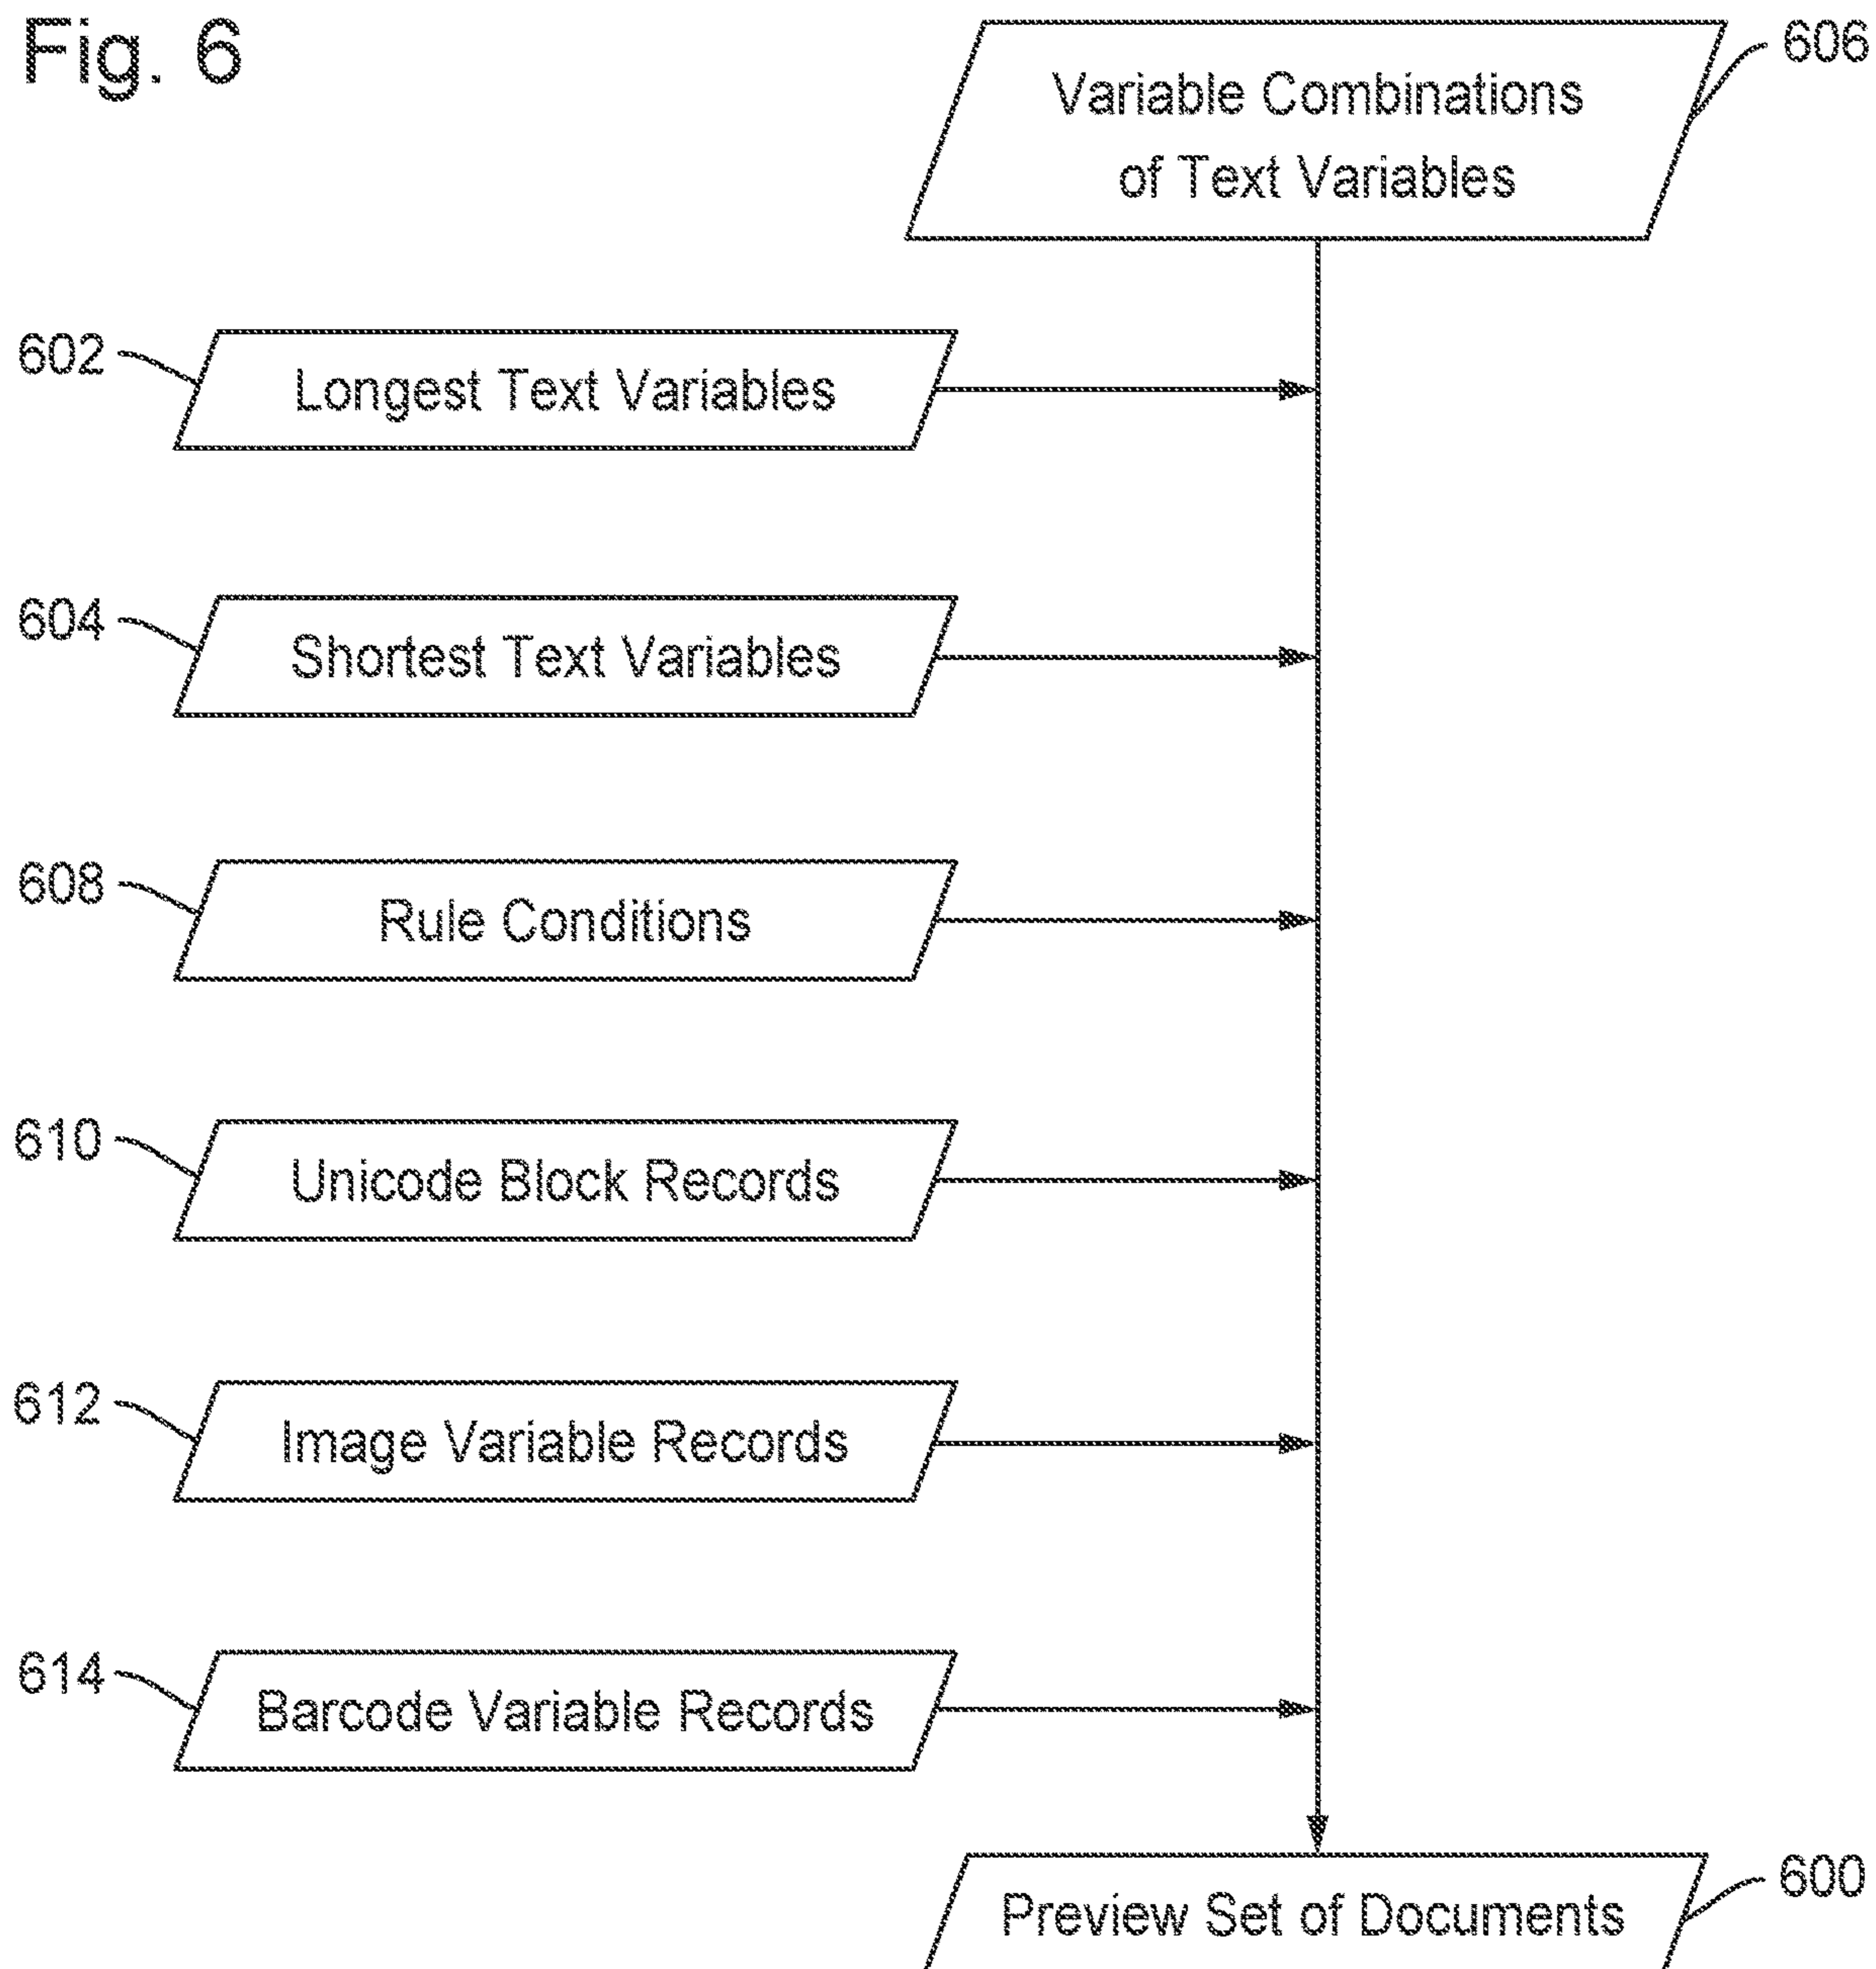 Fig. 6
606
Variable Combinations
of Text Variables
602
Longest Text Variables
604
Shortest Text Variables
608
Rule Conditions
610
Unicode Block Records
612
Image Variable Records
614
Barcode Variable Records
600
Preview Set of Documents